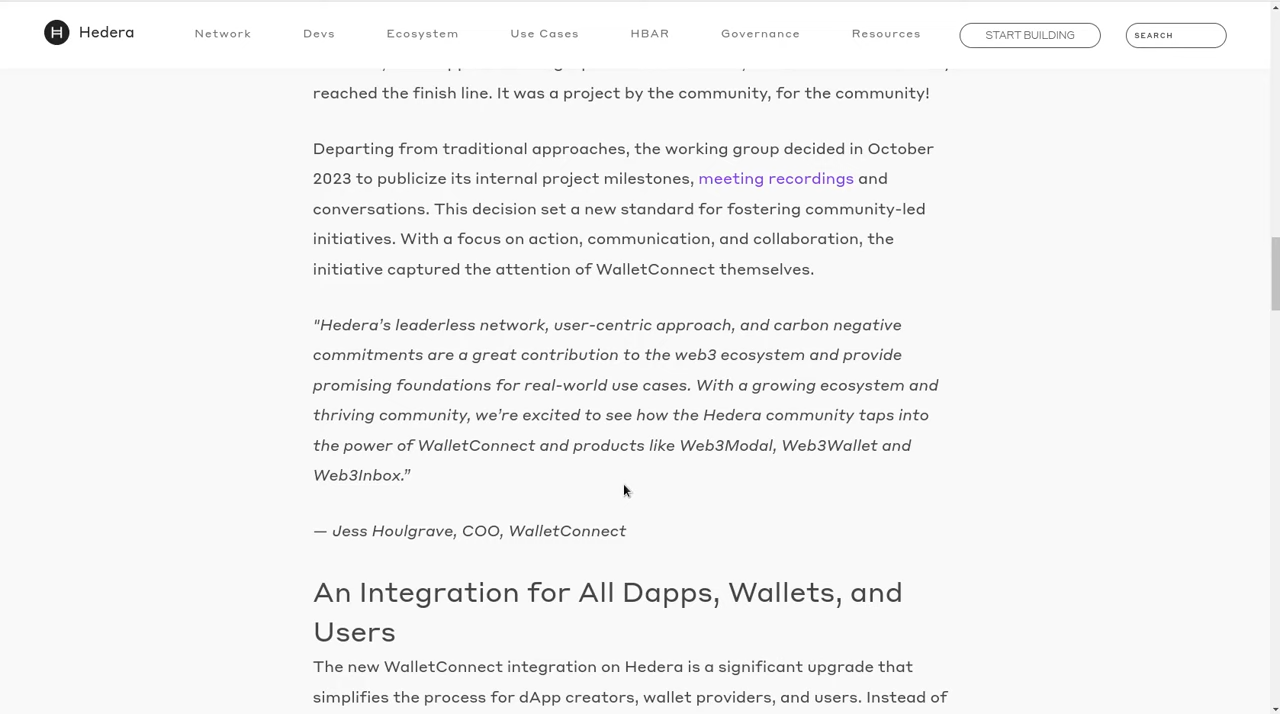 Hedera
Network
Devs
Ecosystem
Use Cases
HBAR
Governance
Resources
START BUILDING
SEARCH
reached the finish line. It was a project by the community, for the community!
Departing from traditional approaches, the working group decided in October
2023 to publicize its internal project milestones, meeting recordings and
conversations. This decision set a new standard for fostering community-led
initiatives. With a focus on action, communication, and collaboration, the
initiative captured the attention of WalletConnect themselves.
"Hedera’s leaderless network, user-centric approach, and carbon negative
commitments are a great contribution to the web3 ecosystem and provide
promising foundations for real-world use cases. With a growing ecosystem and
thriving community, we’re excited to see how the Hedera community taps into
the power of WalletConnect and products like Web3Modal, Web3Wallet and
Web3Inbox.”
— Jess Houlgrave, COO, WalletConnect
An Integration for All Dapps, Wallets, and
Users
The new WalletConnect integration on Hedera is a significant upgrade that
simplifies the process for dApp creators, wallet providers, and users. Instead of